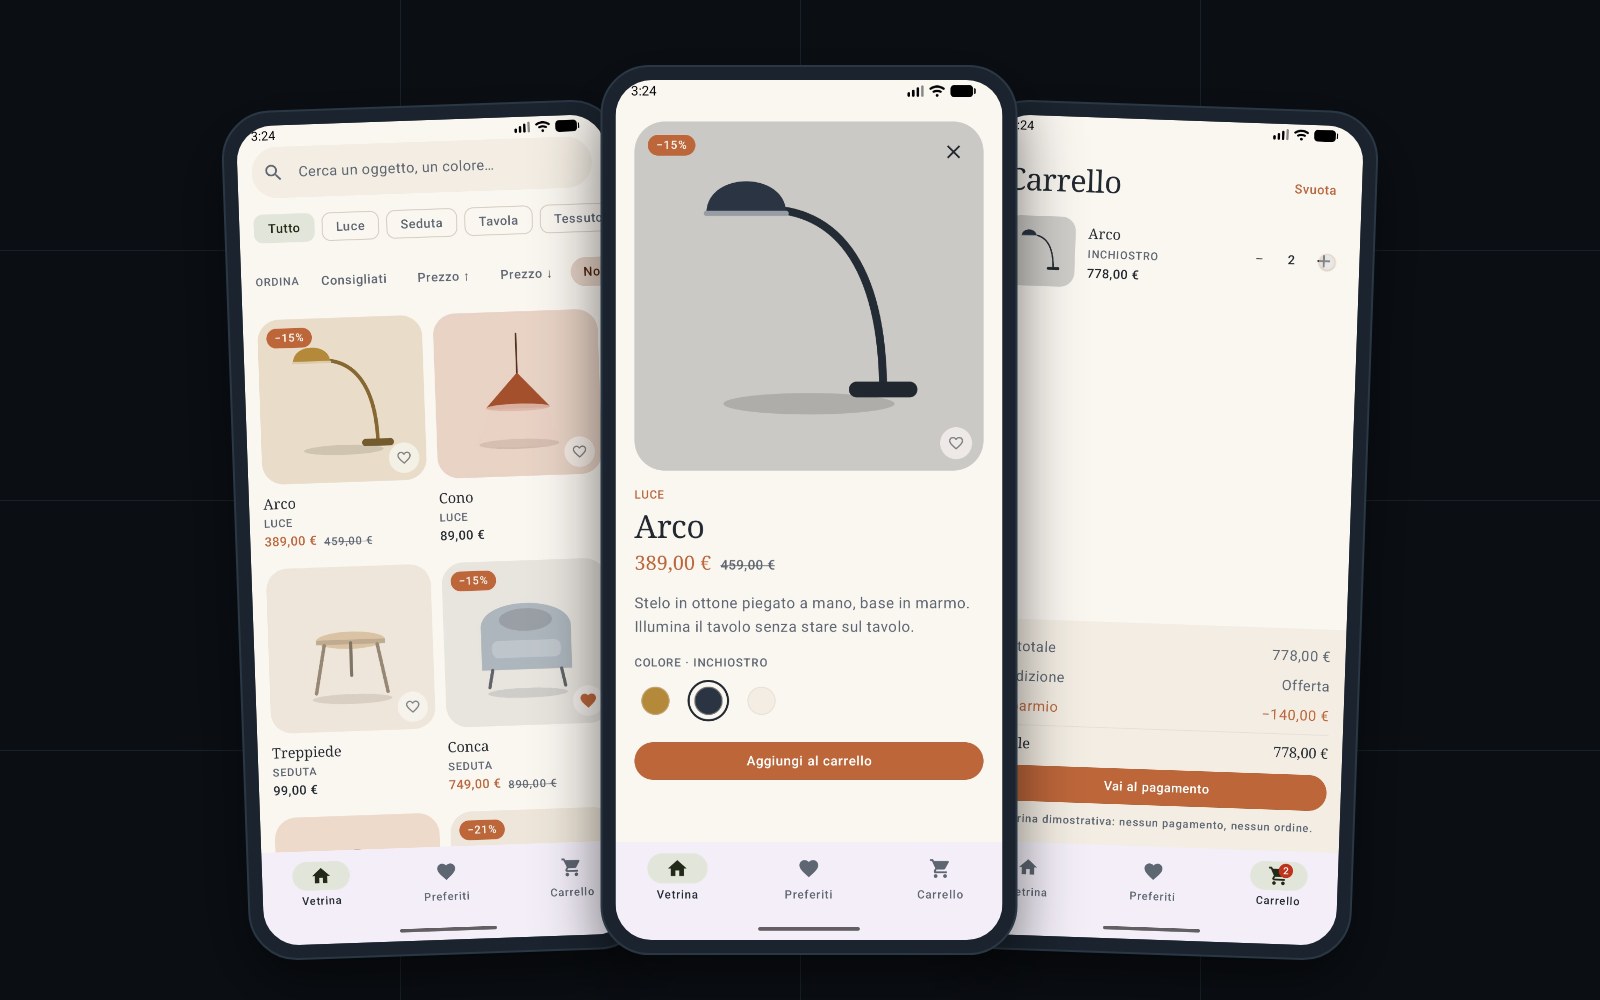 3:24
Cerca un oggetto, un colore…
Tutto
Luce
Seduta
Tavola
Tessuto
ORDINA
Consigliati
Prezzo ↑
Prezzo ↓
No
−15%
Arco
LUCE
389,00 € 459,00 €
Cono
LUCE
89,00 €
Treppiede
SEDUTA
99,00 €
−15%
Conca
SEDUTA
749,00 € 890,00 €
−21%
Vetrina
Preferiti
Carrello
3:24
−15%
LUCE
Arco
389,00 € 459,00 €
Stelo in ottone piegato a mano, base in marmo.
Illumina il tavolo senza stare sul tavolo.
COLORE · INCHIOSTRO
Aggiungi al carrello
Vetrina
Preferiti
Carrello
:24
Carrello
Svuota
Arco
INCHIOSTRO
778,00 €
− 2 +
totale 778,00 €
dizione Offerta
armio −140,00 €
le 778,00 €
Vai al pagamento
rina dimostrativa: nessun pagamento, nessun ordine.
etrina
Preferiti
2
Carrello